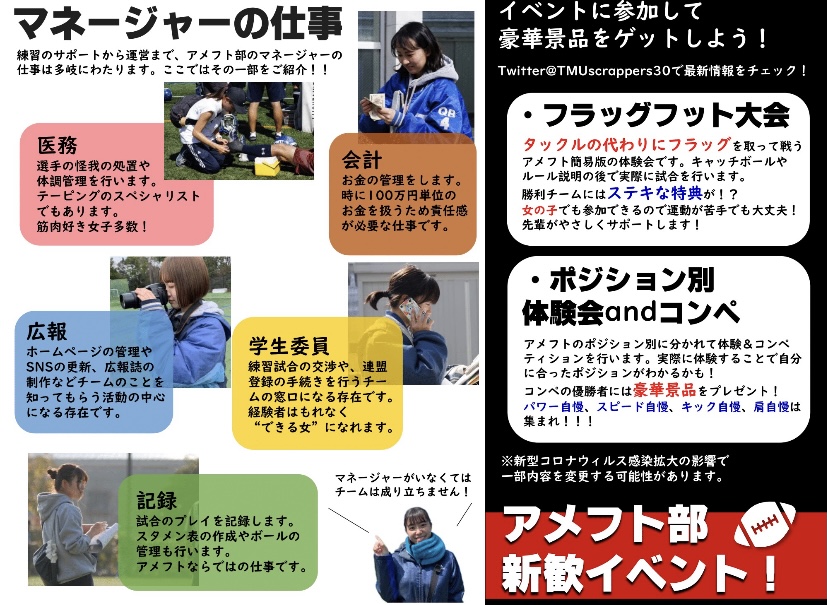 マネージャーの仕事
練習のサポートから運営まで、アメフト部のマネージャーの
仕事は多岐にわたります。ここではその一部をご紹介！！
医務
選手の怪我の処置や
体調管理を行います。
テーピングのスペシャリスト
でもあります。
筋肉好き女子多数！
会計
お金の管理をします。
時に100万円単位の
お金を扱うため責任感
が必要な仕事です。
広報
ホームページの管理や
SNSの更新、広報誌の
制作などチームのことを
知ってもらう活動の中心
になる存在です。
学生委員
練習試合の交渉や、連盟
登録の手続きを行うチー
ムの窓口になる存在です。
経験者はもれなく
“できる女”になれます。
記録
試合のプレイを記録します。
スタメン表の作成やボールの
管理も行います。
アメフトならではの仕事です。
マネージャーがいなくては
チームは成り立ちません！
イベントに参加して
豪華景品をゲットしよう！
Twitter@TMUscrappers30で最新情報をチェック！
・フラッグフット大会
タックルの代わりにフラッグを取って戦う
アメフト簡易版の体験会です。キャッチボールや
ルール説明の後で実際に試合を行います。
勝利チームにはステキな特典が！？
女の子でも参加できるので運動が苦手でも大丈夫！
先輩がやさしくサポートします！
・ポジション別
体験会andコンペ
アメフトのポジション別に分かれて体験＆コンペ
ティションを行います。実際に体験することで自分
に合ったポジションがわかるかも！
コンペの優勝者には豪華景品をプレゼント！
パワー自慢、スピード自慢、キック自慢、肩自慢は
集まれ！！！
※新型コロナウィルス感染拡大の影響で
一部内容を変更する可能性があります。
アメフト部
新歓イベント！
QB
4